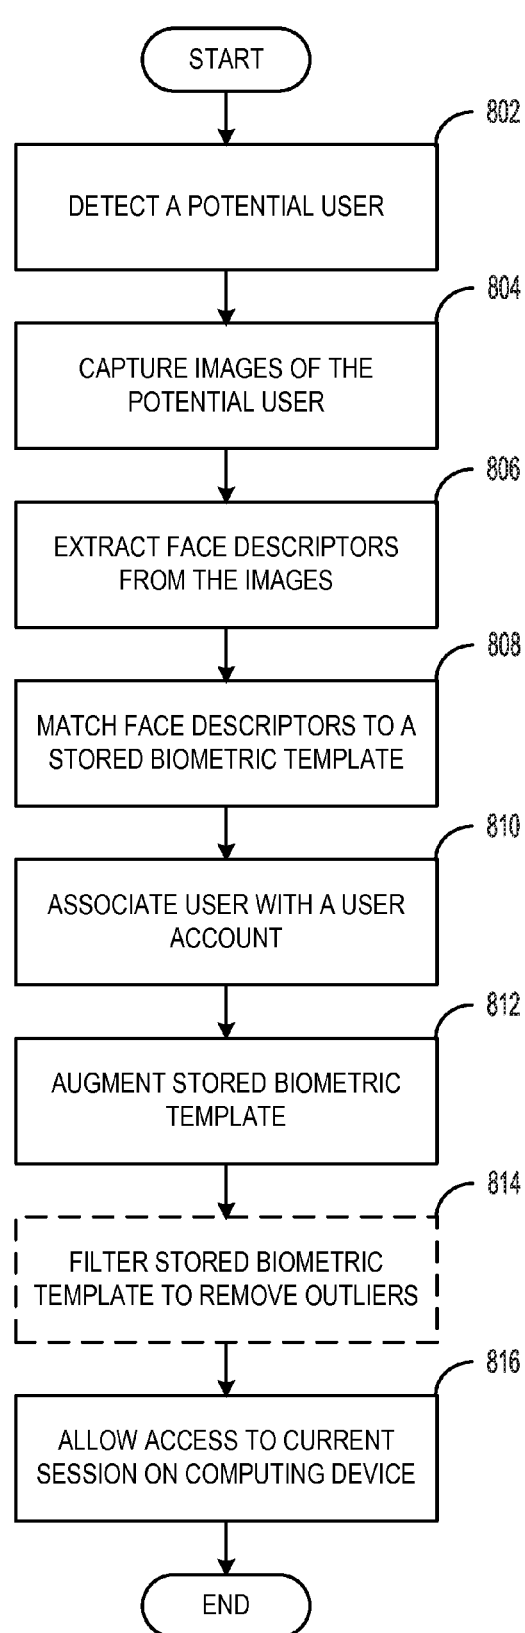 START
802
DETECT A POTENTIAL USER
804
CAPTURE IMAGES OF THE
POTENTIAL USER
806
EXTRACT FACE DESCRIPTORS
FROM THE IMAGES
808
MATCH FACE DESCRIPTORS TO A
STORED BIOMETRIC TEMPLATE
810
ASSOCIATE USER WITH A USER
ACCOUNT
812
AUGMENT STORED BIOMETRIC
TEMPLATE
814
FILTER STORED BIOMETRIC
TEMPLATE TO REMOVE OUTLIERS
816
ALLOW ACCESS TO CURRENT
SESSION ON COMPUTING DEVICE
END